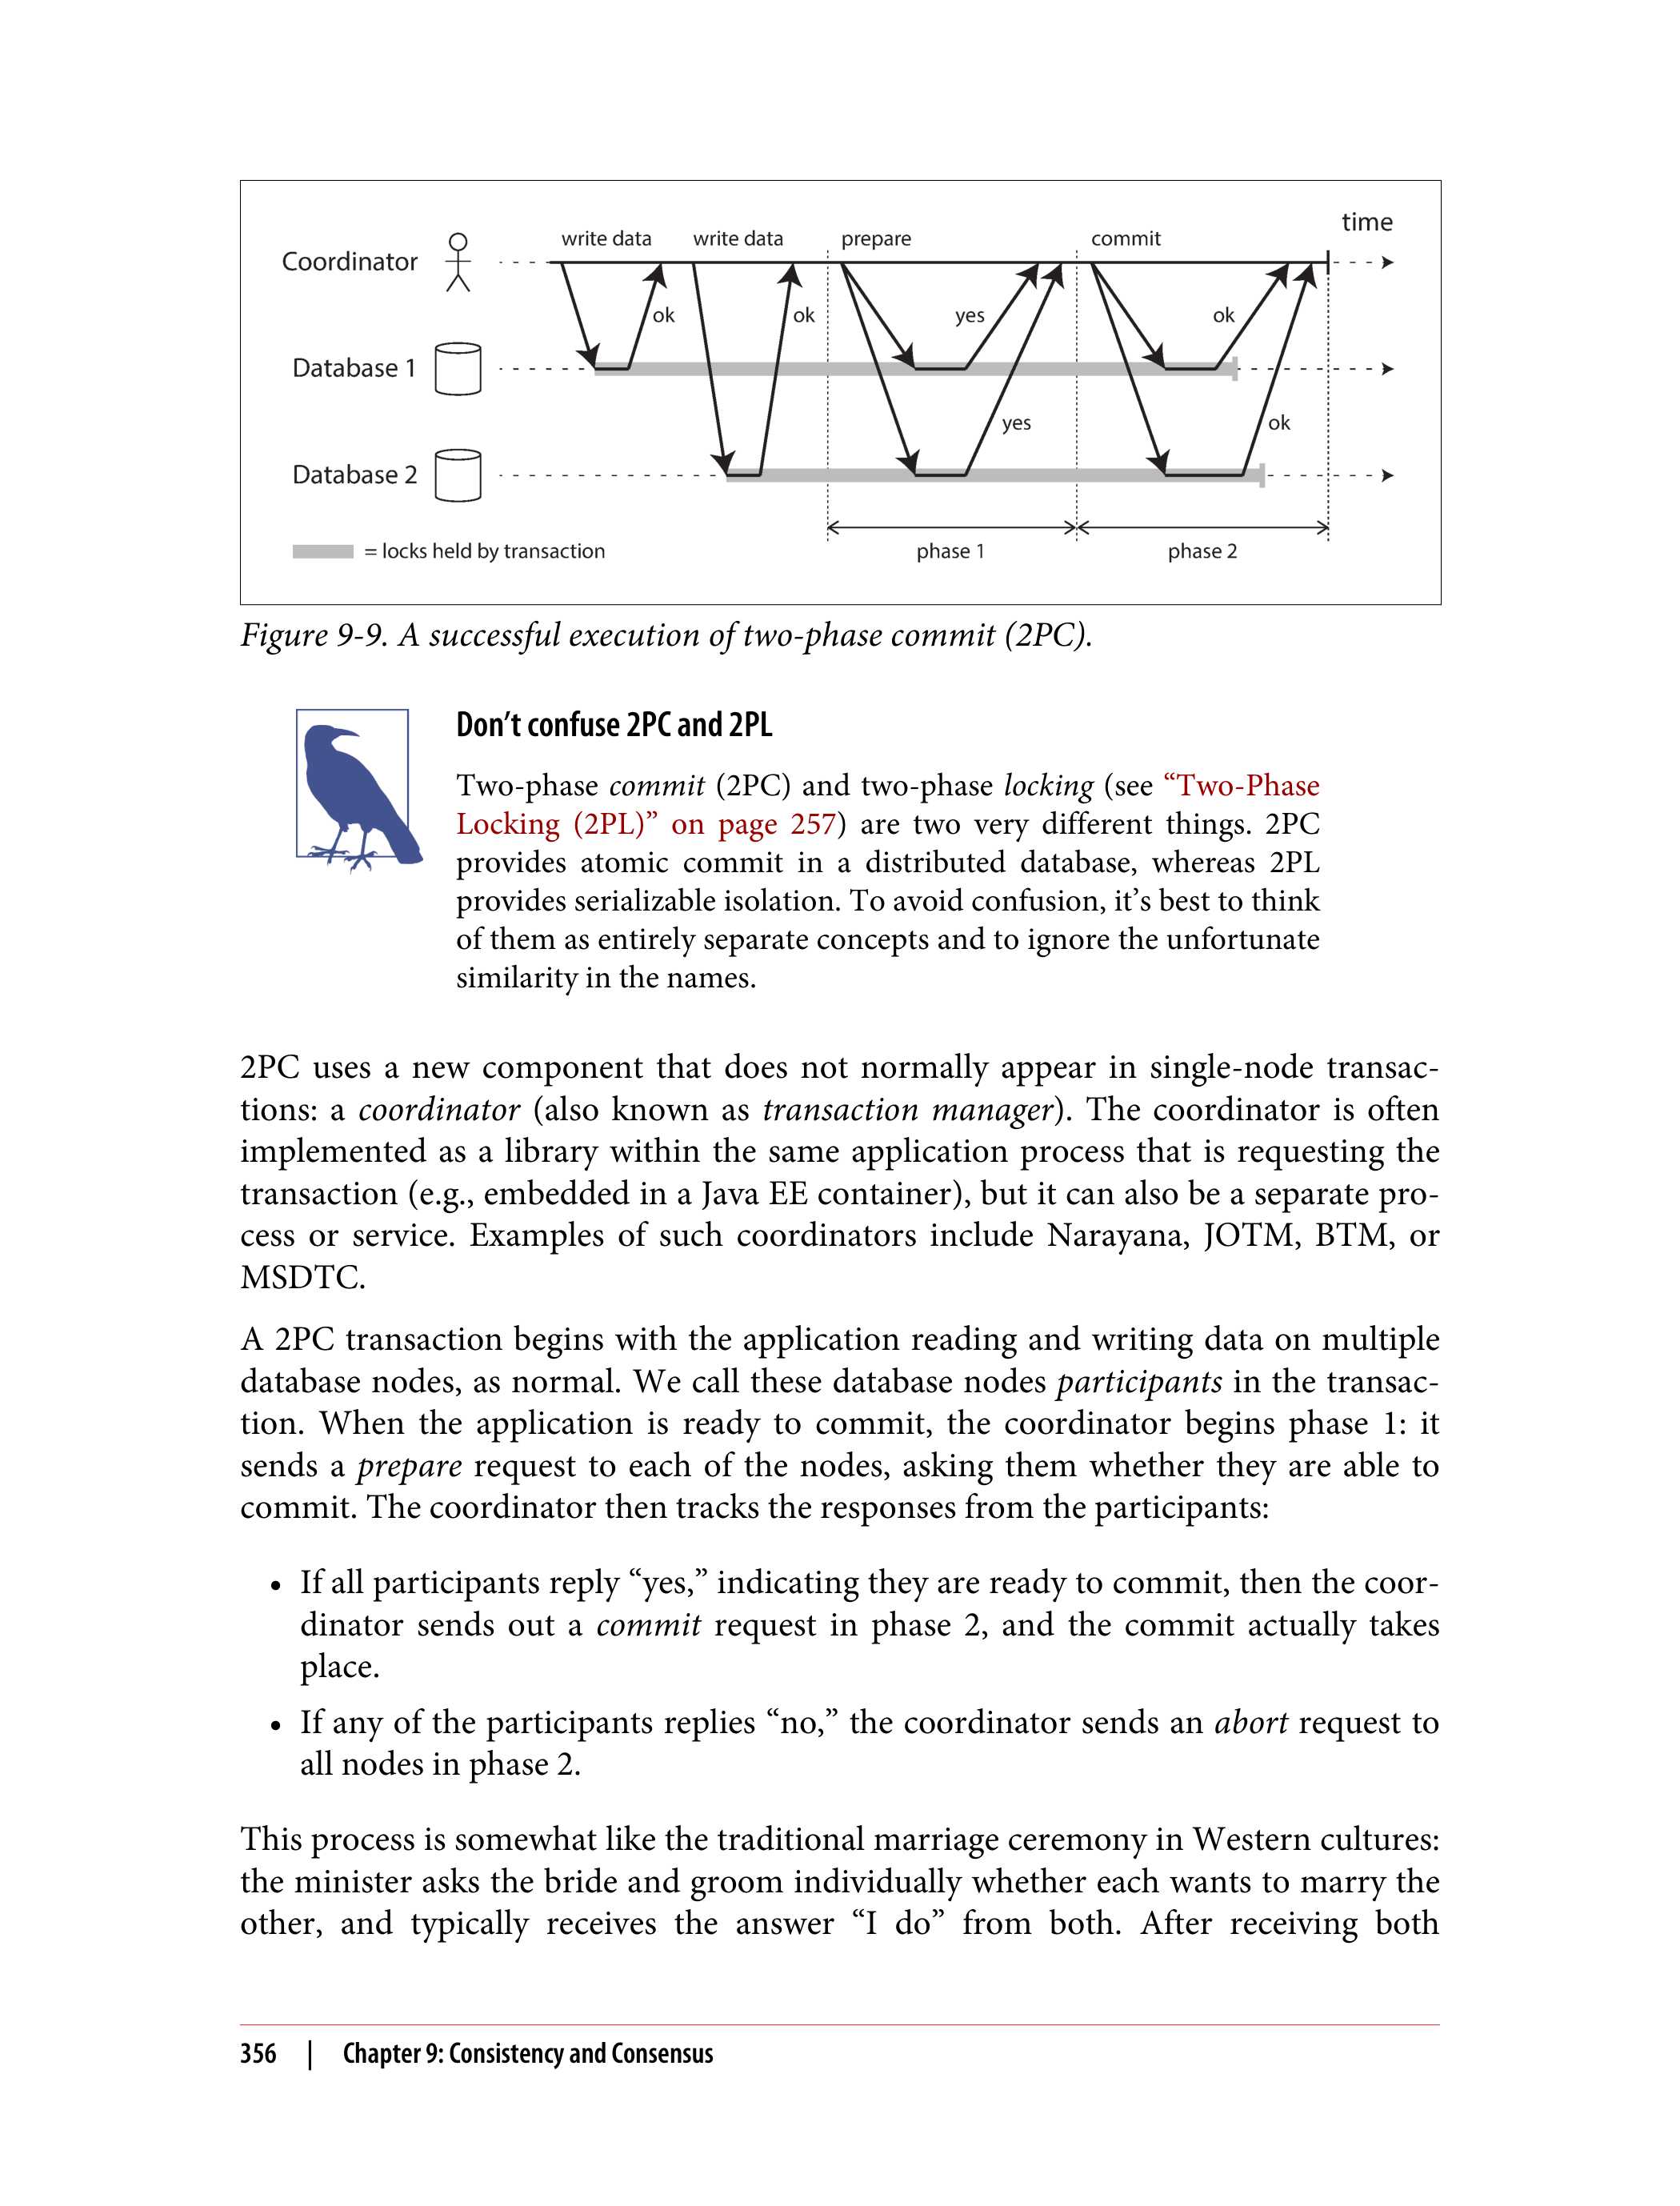 time
write data write data prepare commit
Coordinator
ok ok yes ok
Database 1
yes ok
Database 2
= locks held by transaction phase 1 phase 2
Figure 9-9. A successful execution of two-phase commit (2PC).
Don’t confuse 2PC and 2PL
Two-phase commit (2PC) and two-phase locking (see “Two-Phase
Locking (2PL)” on page 257) are two very different things. 2PC
provides atomic commit in a distributed database, whereas 2PL
provides serializable isolation. To avoid confusion, it’s best to think
of them as entirely separate concepts and to ignore the unfortunate
similarity in the names.
2PC uses a new component that does not normally appear in single-node transac-
tions: a coordinator (also known as transaction manager). The coordinator is often
implemented as a library within the same application process that is requesting the
transaction (e.g., embedded in a Java EE container), but it can also be a separate pro-
cess or service. Examples of such coordinators include Narayana, JOTM, BTM, or
MSDTC.
A 2PC transaction begins with the application reading and writing data on multiple
database nodes, as normal. We call these database nodes participants in the transac-
tion. When the application is ready to commit, the coordinator begins phase 1: it
sends a prepare request to each of the nodes, asking them whether they are able to
commit. The coordinator then tracks the responses from the participants:
• If all participants reply “yes,” indicating they are ready to commit, then the coor-
dinator sends out a commit request in phase 2, and the commit actually takes
place.
• If any of the participants replies “no,” the coordinator sends an abort request to
all nodes in phase 2.
This process is somewhat like the traditional marriage ceremony in Western cultures:
the minister asks the bride and groom individually whether each wants to marry the
other, and typically receives the answer “I do” from both. After receiving both
356 | Chapter 9: Consistency and Consensus